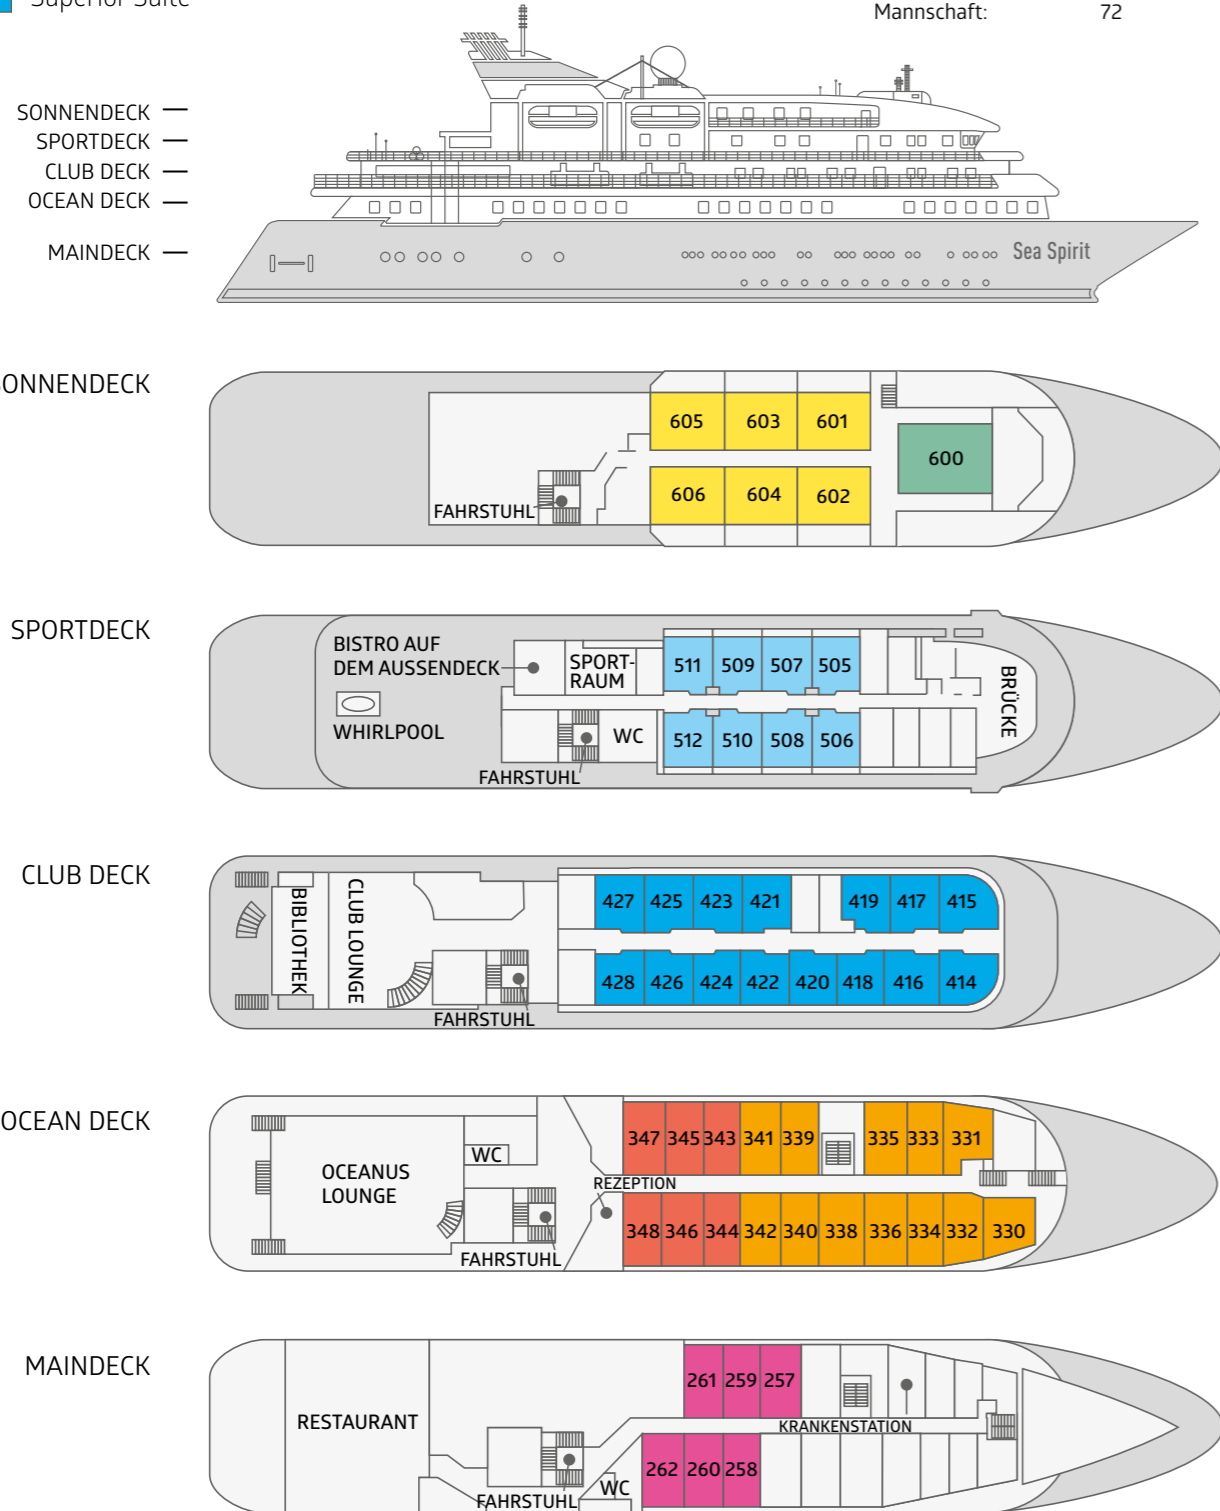 Superior Suite
Mannschaft: 72
SONNENDECK
SPORTDECK
CLUB DECK
OCEAN DECK
MAINDECK
Sea Spirit
SONNENDECK
605 603 601
600
606 604 602
FAHRSTUHL
SPORTDECK
BISTRO AUF
DEM AUSSENDECK
SPORT-
RAUM
511 509 507 505
BRÜCKE
WHIRLPOOL
WC
512 510 508 506
FAHRSTUHL
CLUB DECK
BIBLIOTHEK
CLUB LOUNGE
427 425 423 421 419 417 415
428 426 424 422 420 418 416 414
FAHRSTUHL
OCEAN DECK
347 345 343 341 339 335 333 331
WC
OCEANUS
LOUNGE
REZEPTION
348 346 344 342 340 338 336 334 332 330
FAHRSTUHL
MAINDECK
261 259 257
RESTAURANT
KRANKENSTATION
262 260 258
WC
FAHRSTUHL